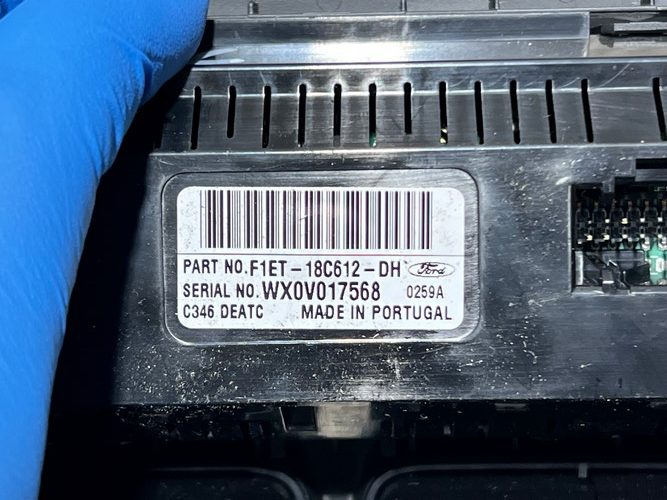 PART NO.F1ET-18C612-DH Ford
SERIAL NO.WX0V017568 0259A
C346 DEATC MADE IN PORTUGAL